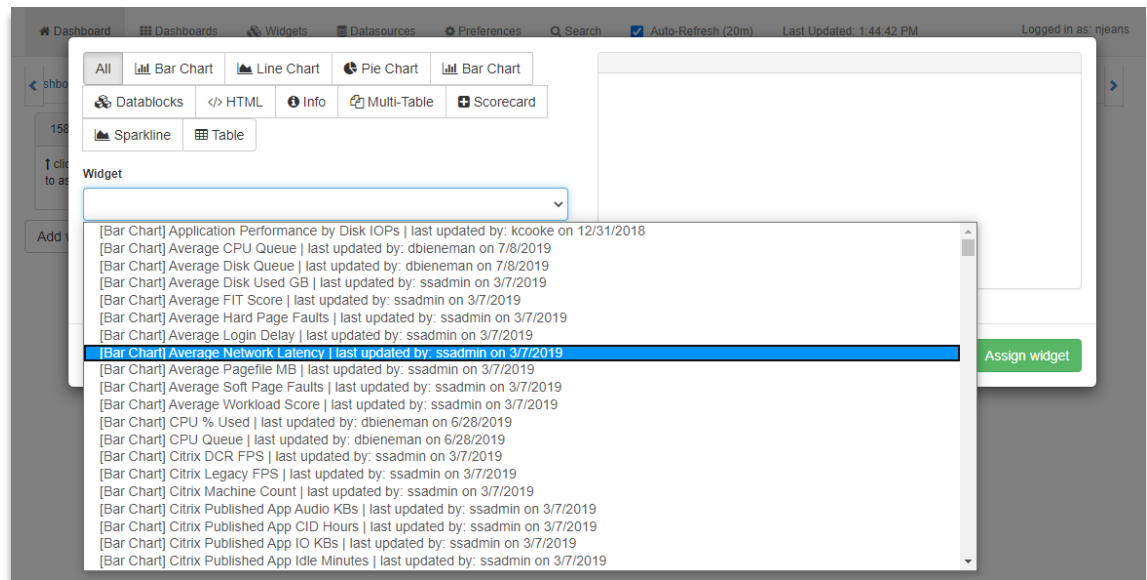 Dashboard Dashboards Widgets Datasources Preferences Search Auto-Refresh (20m) Last Updated: 1:44:42 PM Logged in as: njeans
All Bar Chart Line Chart Pie Chart Bar Chart
shbo
Datablocks </> HTML Info Multi-Table Scorecard
158
Sparkline Table
clic
to as
Widget
Add
[Bar Chart] Application Performance by Disk IOPs | last updated by: kcooke on 12/31/2018
[Bar Chart] Average CPU Queue | last updated by: dbieneman on 7/8/2019
[Bar Chart] Average Disk Queue | last updated by: dbieneman on 7/8/2019
[Bar Chart] Average Disk Used GB | last updated by: ssadmin on 3/7/2019
[Bar Chart] Average FIT Score | last updated by: ssadmin on 3/7/2019
[Bar Chart] Average Hard Page Faults | last updated by: ssadmin on 3/7/2019
[Bar Chart] Average Login Delay | last updated by: ssadmin on 3/7/2019
[Bar Chart] Average Network Latency | last updated by: ssadmin on 3/7/2019
Assign widget
[Bar Chart] Average Pagefile MB | last updated by: ssadmin on 3/7/2019
[Bar Chart] Average Soft Page Faults | last updated by: ssadmin on 3/7/2019
[Bar Chart] Average Workload Score | last updated by: ssadmin on 3/7/2019
[Bar Chart] CPU % Used | last updated by: dbieneman on 6/28/2019
[Bar Chart] CPU Queue | last updated by: dbieneman on 6/28/2019
[Bar Chart] Citrix DCR FPS | last updated by: ssadmin on 3/7/2019
[Bar Chart] Citrix Legacy FPS | last updated by: ssadmin on 3/7/2019
[Bar Chart] Citrix Machine Count | last updated by: ssadmin on 3/7/2019
[Bar Chart] Citrix Published App Audio KBs | last updated by: ssadmin on 3/7/2019
[Bar Chart] Citrix Published App CID Hours | last updated by: ssadmin on 3/7/2019
[Bar Chart] Citrix Published App IO KBs | last updated by: ssadmin on 3/7/2019
[Bar Chart] Citrix Published App Idle Minutes | last updated by: ssadmin on 3/7/2019